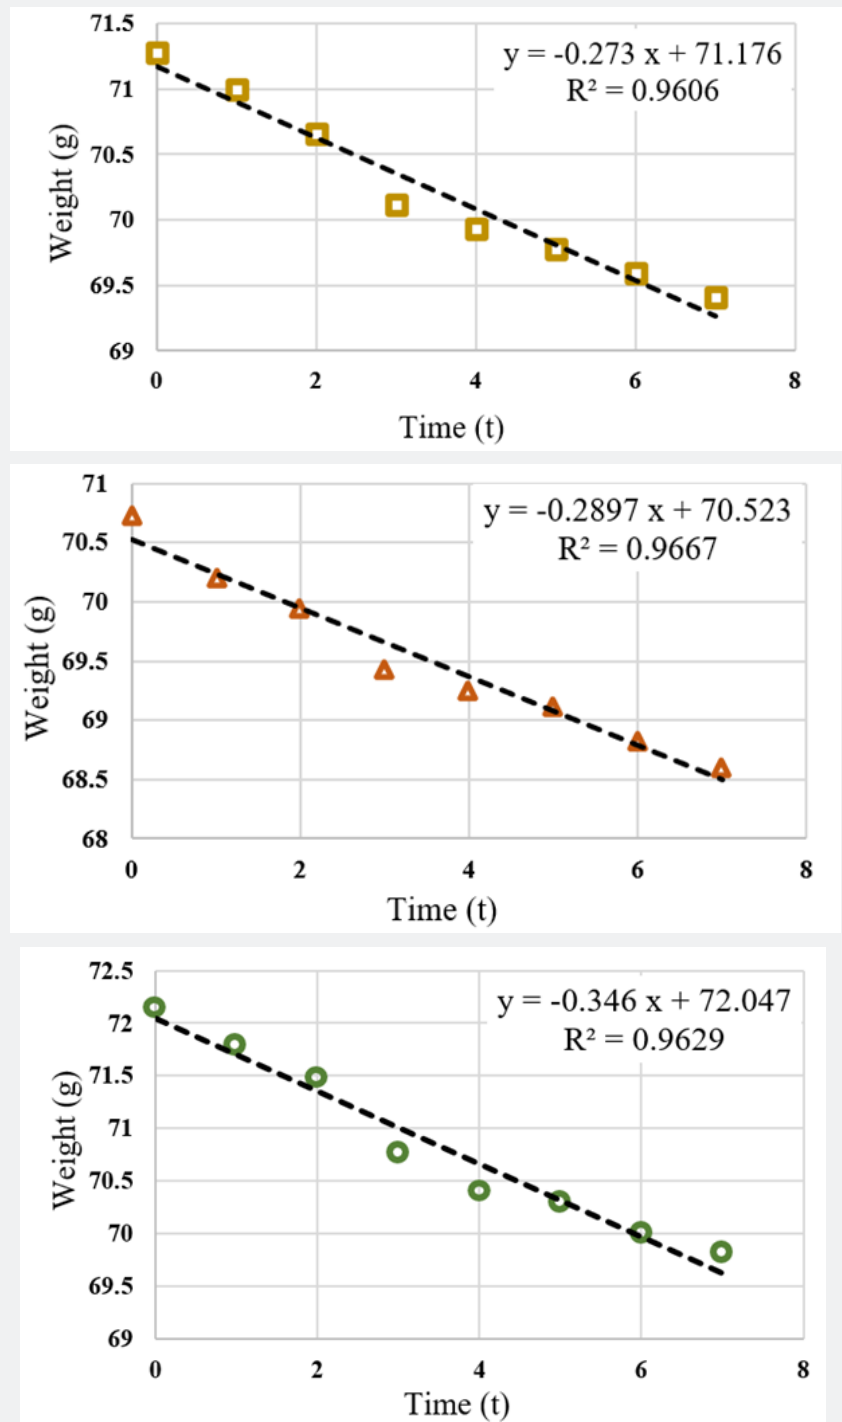 71.5
y = -0.273 x + 71.176
R² = 0.9606
71
70.5
70
69.5
69
Weight (g)
0 2 4 6 8
Time (t)
71
y = -0.2897 x + 70.523
R² = 0.9667
70.5
70
69.5
69
68.5
68
Weight (g)
0 2 4 6 8
Time (t)
72.5
y = -0.346 x + 72.047
R² = 0.9629
72
71.5
71
70.5
70
69.5
69
Weight (g)
0 2 4 6 8
Time (t)